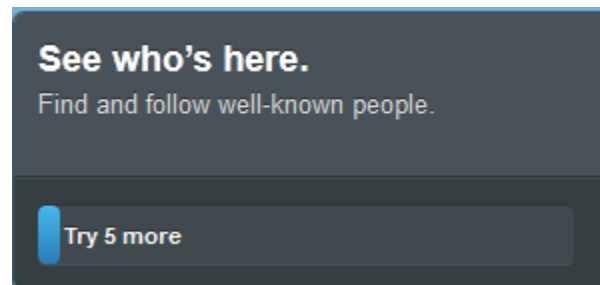 See who’s here.
Find and follow well-known people.
Try 5 more